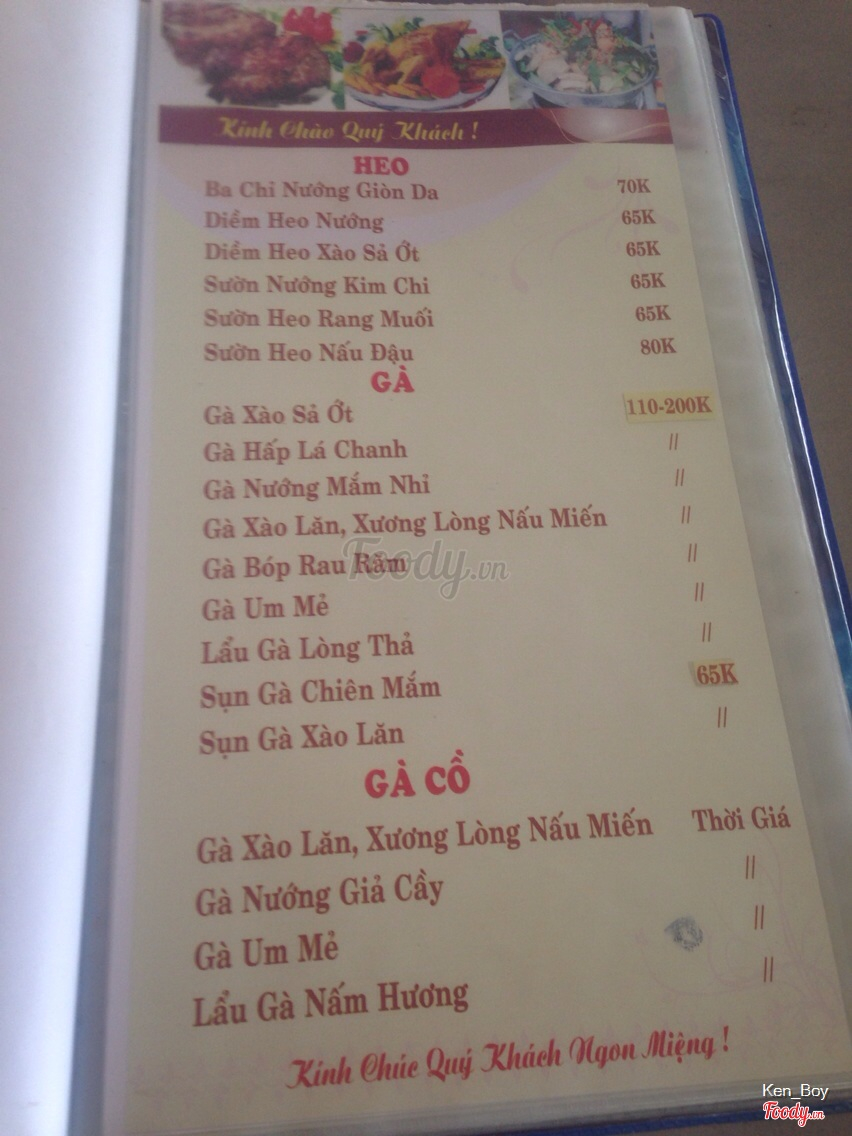 Kính Chào Quý Khách !
HEO
Ba Chỉ Nướng Giòn Da 70K
Diềm Heo Nướng 65K
Diềm Heo Xào Sả Ớt 65K
Sườn Nướng Kim Chi 65K
Sườn Heo Rang Muối 65K
Sườn Heo Nấu Đậu 80K
GÀ
Gà Xào Sả Ớt 110-200K
Gà Hấp Lá Chanh //
Gà Nướng Mắm Nhỉ //
Gà Xào Lăn, Xương Lòng Nấu Miến //
Gà Bóp Rau Răm //
Foody.vn
Gà Um Mẻ //
Lẩu Gà Lòng Thả //
Sụn Gà Chiên Mắm 65K
Sụn Gà Xào Lăn //
GÀ CỒ
Gà Xào Lăn, Xương Lòng Nấu Miến Thời Giá
Gà Nướng Giả Cầy //
Gà Um Mẻ //
Lẩu Gà Nấm Hương //
Kính Chúc Quý Khách Ngon Miệng !
Ken_Boy
Foody.vn